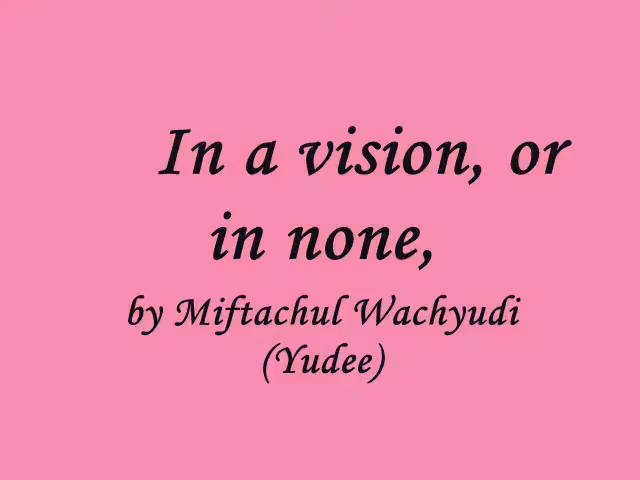 In a vision, or
in none,
by Miftachul Wachyudi
(Yudee)